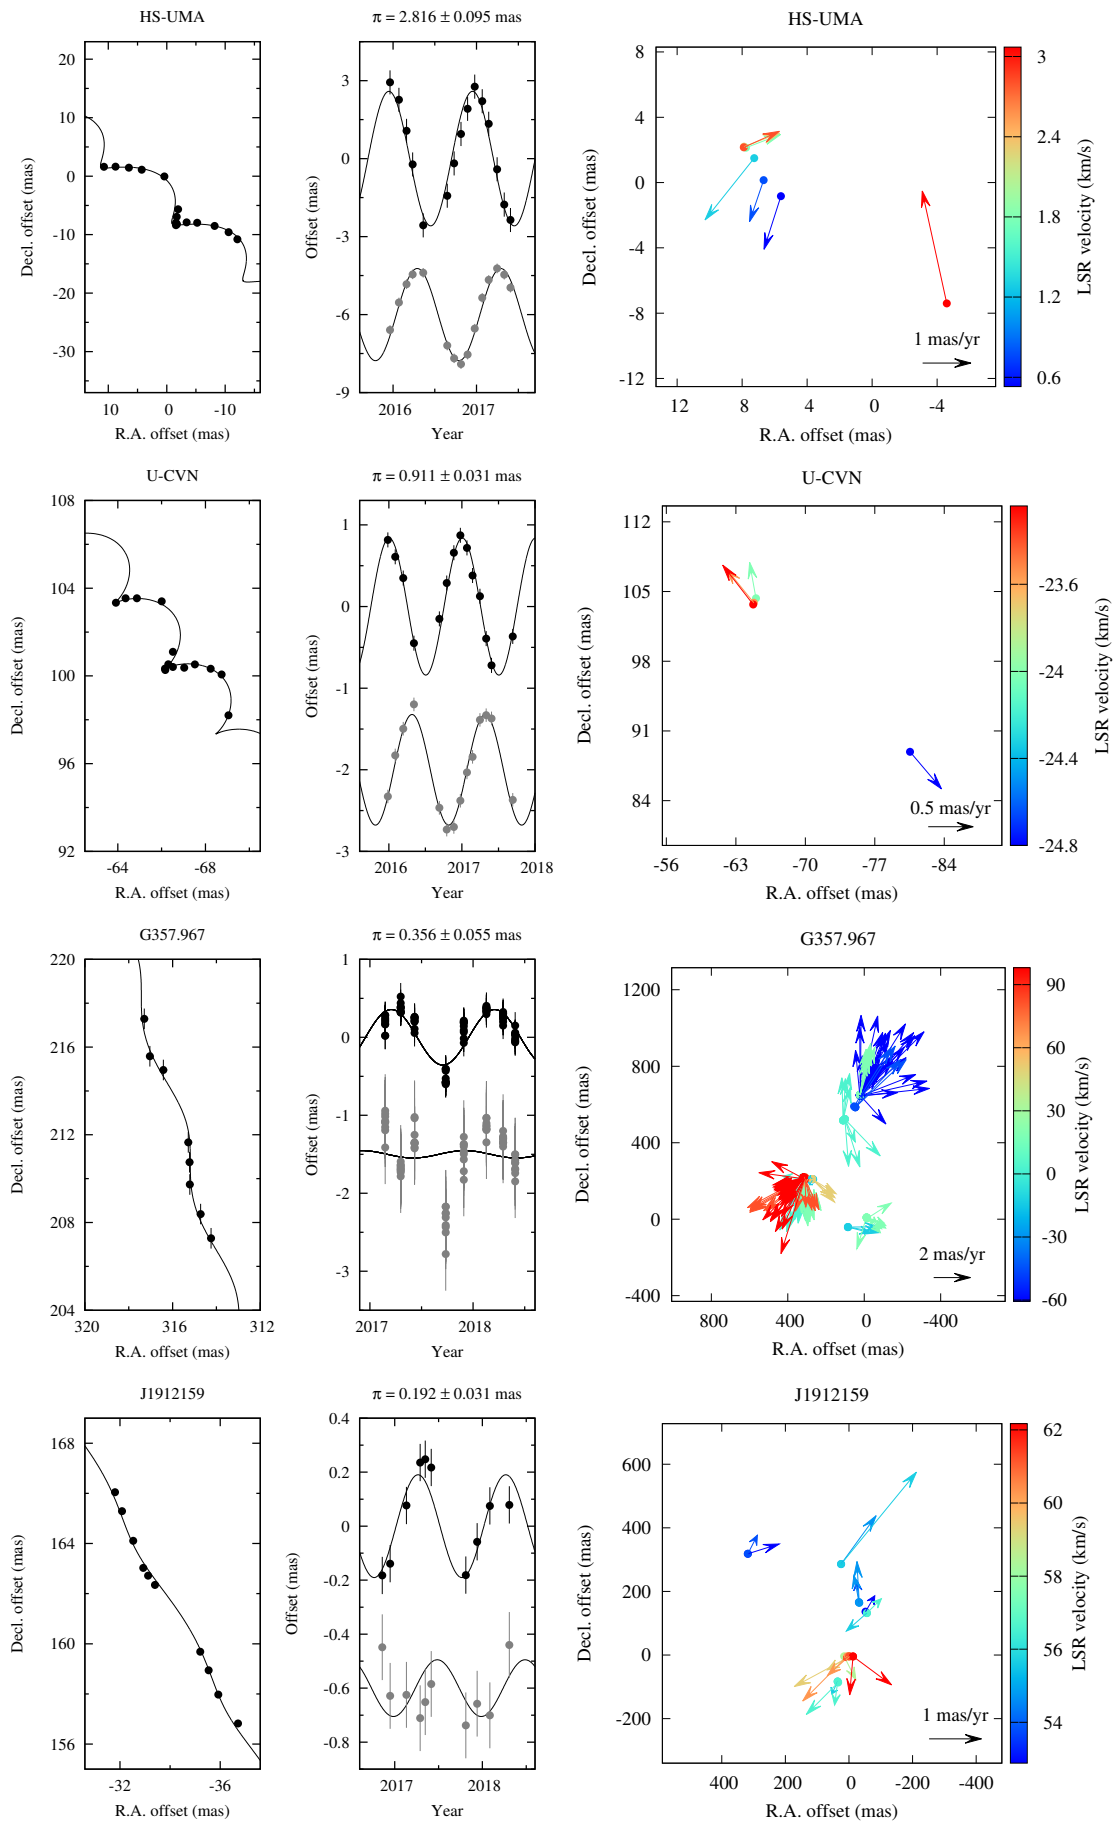 HS-UMA
π = 2.816 ± 0.095 mas
HS-UMA
20
10
0
-10
-20
-30
Decl. offset (mas)
10 0 -10
R.A. offset (mas)
3
0
-3
-6
-9
Offset (mas)
2016 2017
Year
8
4
0
-4
-8
-12
Decl. offset (mas)
12 8 4 0 -4
R.A. offset (mas)
1 mas/yr
3
2.4
1.8
1.2
0.6
LSR velocity (km/s)
U-CVN
π = 0.911 ± 0.031 mas
U-CVN
108
104
100
96
92
Decl. offset (mas)
-64 -68
R.A. offset (mas)
1
0
-1
-2
-3
Offset (mas)
2016 2017 2018
Year
112
105
98
91
84
Decl. offset (mas)
-56 -63 -70 -77 -84
R.A. offset (mas)
0.5 mas/yr
-23.6
-24
-24.4
-24.8
LSR velocity (km/s)
G357.967
π = 0.356 ± 0.055 mas
G357.967
220
216
212
208
204
Decl. offset (mas)
320 316 312
R.A. offset (mas)
1
0
-1
-2
-3
Offset (mas)
2017 2018
Year
1200
800
400
0
-400
Decl. offset (mas)
800 400 0 -400
R.A. offset (mas)
2 mas/yr
90
60
30
0
-30
-60
LSR velocity (km/s)
J1912159
π = 0.192 ± 0.031 mas
J1912159
168
164
160
156
Decl. offset (mas)
-32 -36
R.A. offset (mas)
0.4
0.2
0
-0.2
-0.4
-0.6
-0.8
Offset (mas)
2017 2018
Year
600
400
200
0
-200
Decl. offset (mas)
400 200 0 -200 -400
R.A. offset (mas)
1 mas/yr
62
60
58
56
54
LSR velocity (km/s)